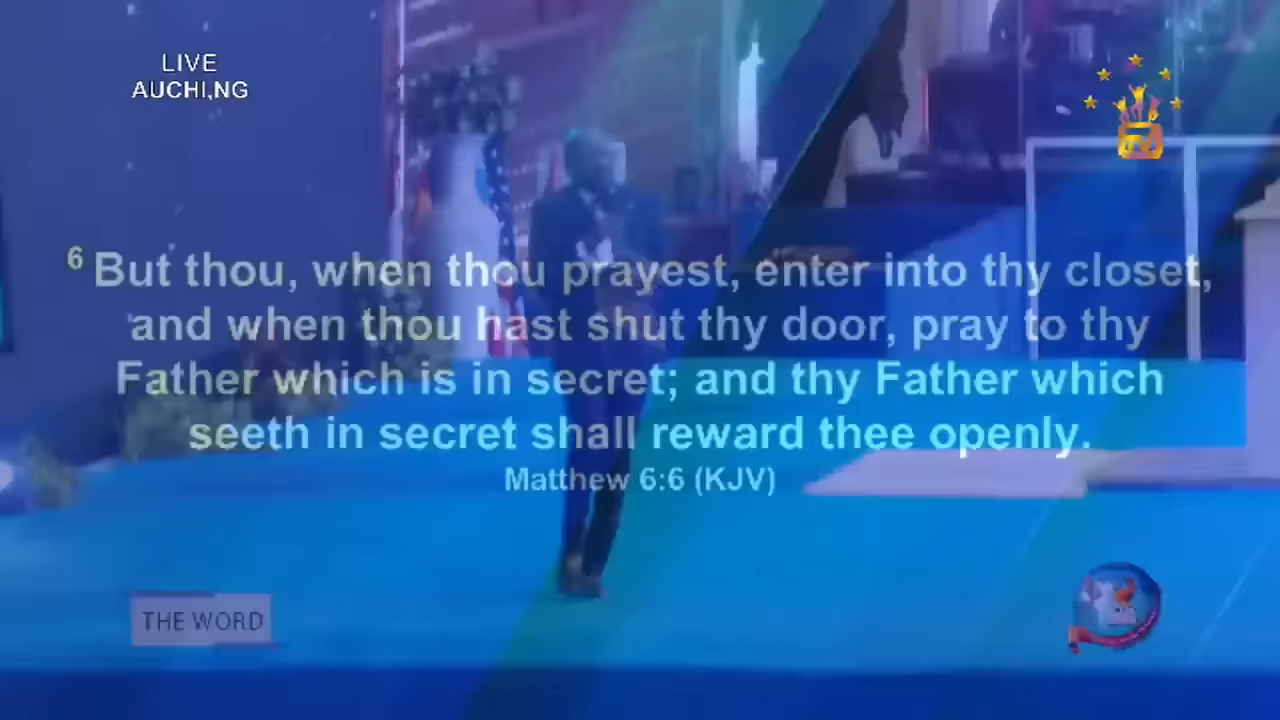 LIVE
AUCHI,NG
6 But thou, when thou prayest, enter into thy closet,
and when thou hast shut thy door, pray to thy
Father which is in secret; and thy Father which
seeth in secret shall reward thee openly.
Matthew 6:6 (KJV)
THE WORD